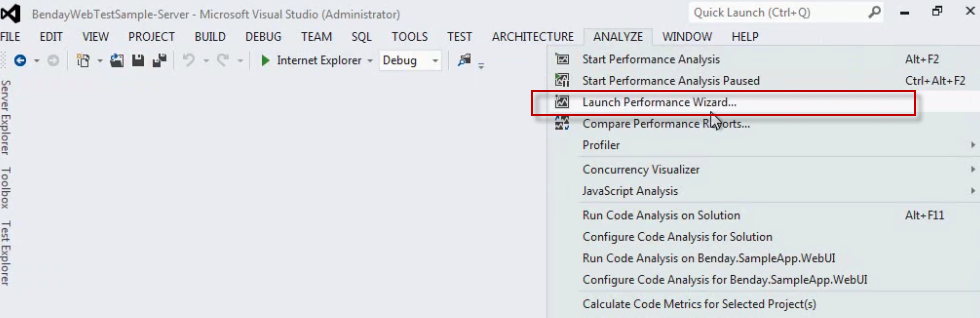 BendayWebTestSample-Server - Microsoft Visual Studio (Administrator) Quick Launch (Ctrl+Q)
FILE EDIT VIEW PROJECT BUILD DEBUG TEAM SQL TOOLS TEST ARCHITECTURE ANALYZE WINDOW HELP
Internet Explorer Debug
Start Performance Analysis Alt+F2
Start Performance Analysis Paused Ctrl+Alt+F2
Launch Performance Wizard...
Compare Performance Reports...
Profiler
Concurrency Visualizer
JavaScript Analysis
Run Code Analysis on Solution Alt+F11
Configure Code Analysis for Solution
Run Code Analysis on Benday.SampleApp.WebUI
Configure Code Analysis for Benday.SampleApp.WebUI
Calculate Code Metrics for Selected Project(s)
Server Explorer
Toolbox
Test Explorer